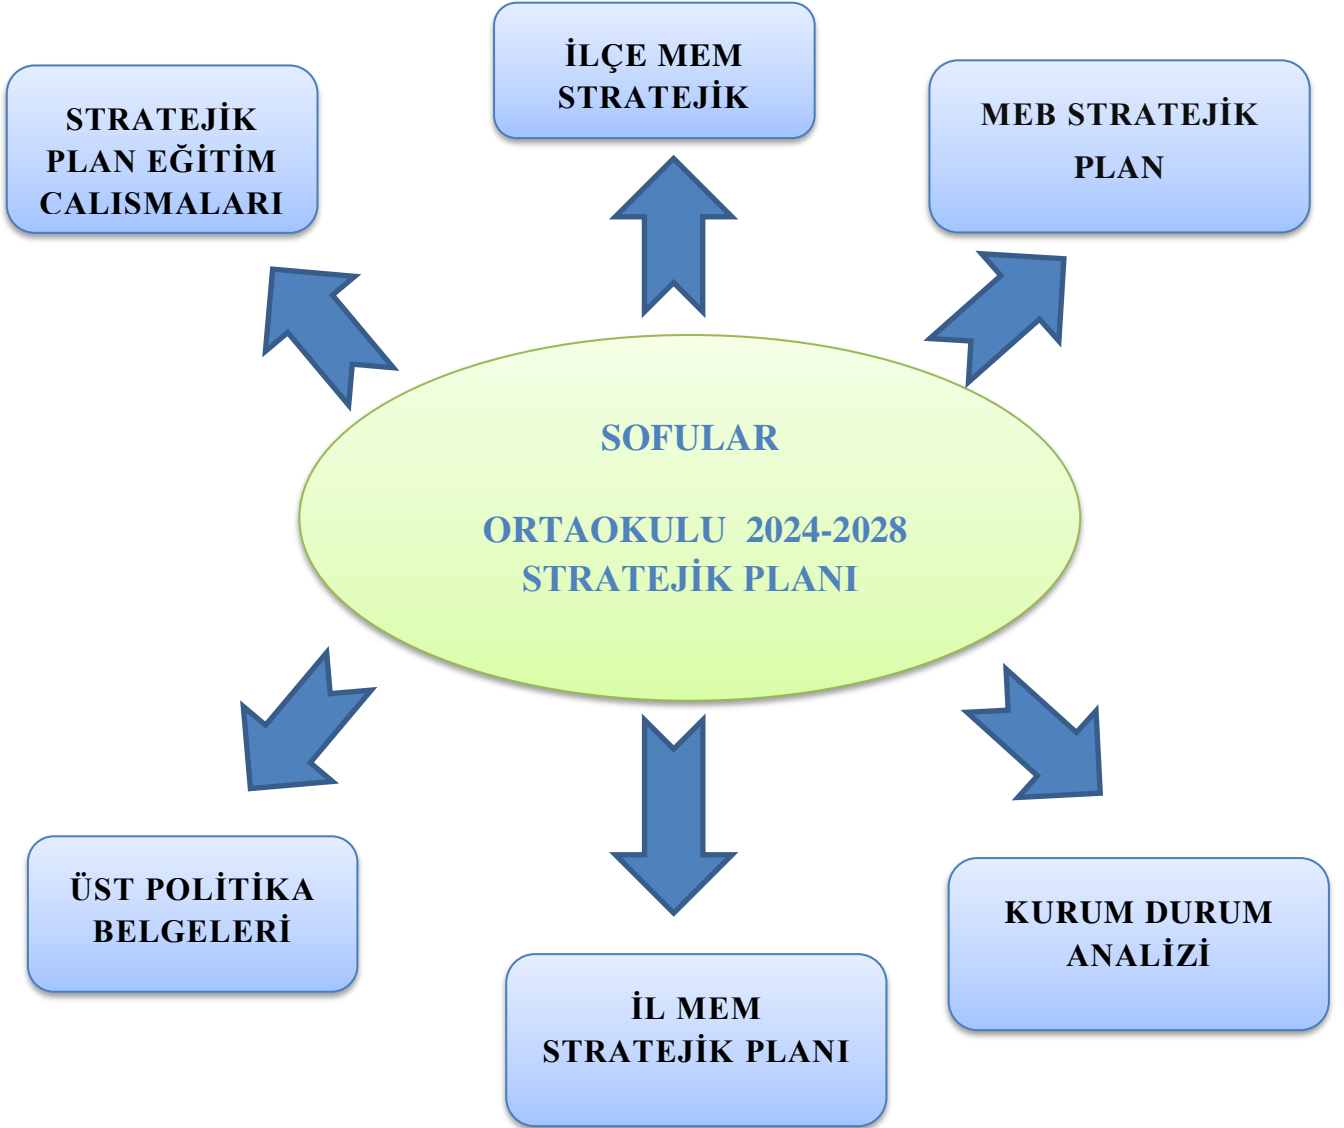 İLÇE MEM
STRATEJİK
STRATEJİK
PLAN EĞİTİM
CALISMALARI
MEB STRATEJİK
PLAN
SOFULAR
ORTAOKULU 2024-2028
STRATEJİK PLANI
ÜST POLİTİKA
BELGELERİ
KURUM DURUM
ANALİZİ
İL MEM
STRATEJİK PLANI